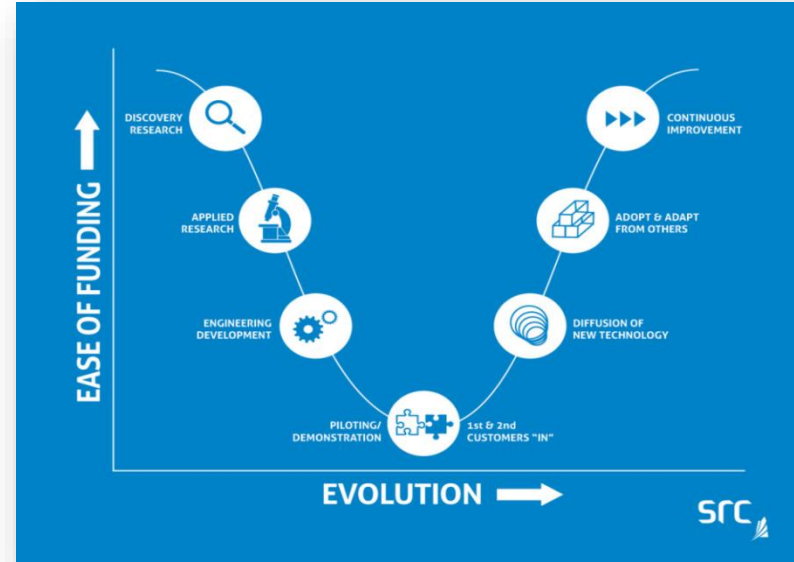 DISCOVERY
RESEARCH
APPLIED
RESEARCH
ENGINEERING
DEVELOPMENT
PILOTING/
DEMONSTRATION
1st & 2nd
CUSTOMERS "IN"
DIFFUSION OF
NEW TECHNOLOGY
ADOPT & ADAPT
FROM OTHERS
CONTINUOUS
IMPROVEMENT
EASE OF FUNDING
EVOLUTION
src